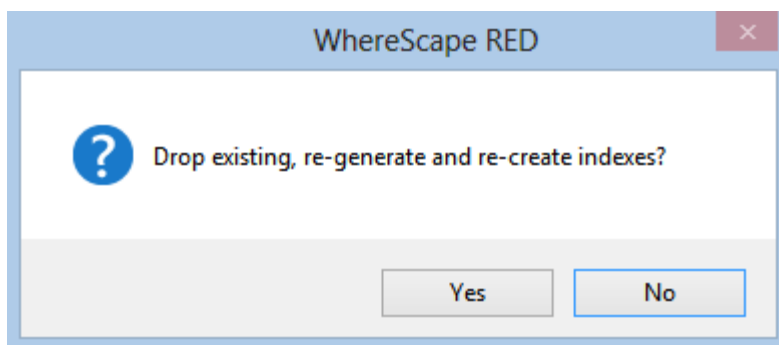 WhereScape RED
Drop existing, re-generate and re-create indexes?
Yes No